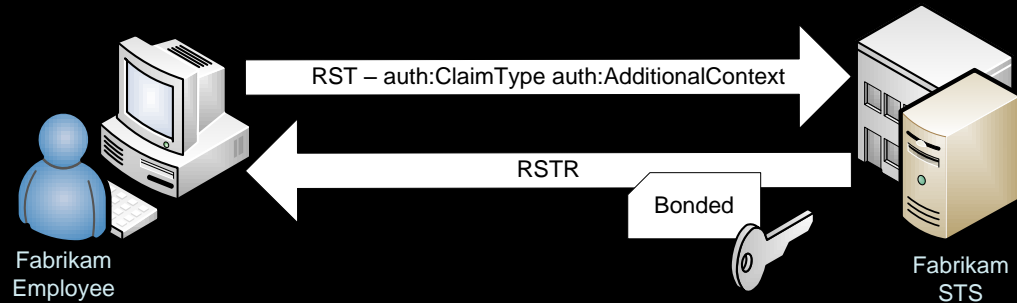 RST – auth:ClaimType auth:AdditionalContext
RSTR
Bonded
Fabrikam
Employee
Fabrikam
STS